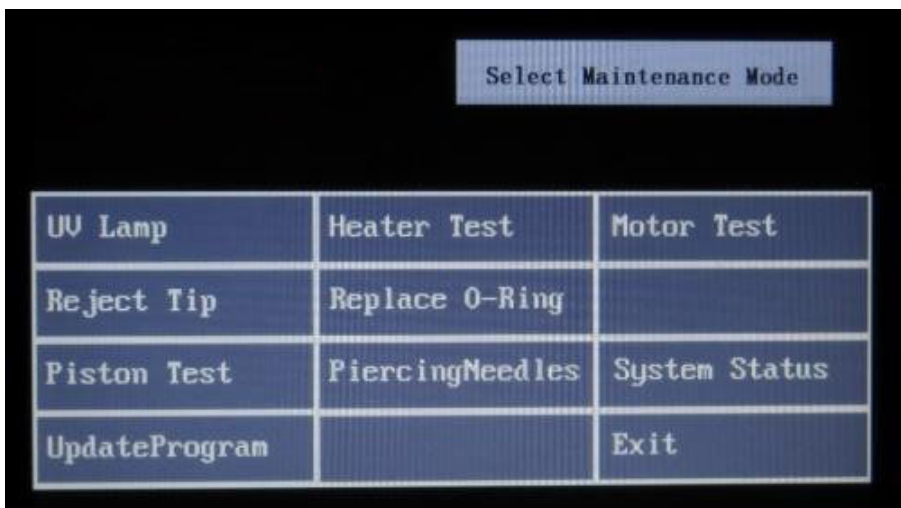 Select Maintenance Mode
UV Lamp Heater Test Motor Test
Reject Tip Replace O-Ring
Piston Test PiercingNeedles System Status
UpdateProgram Exit